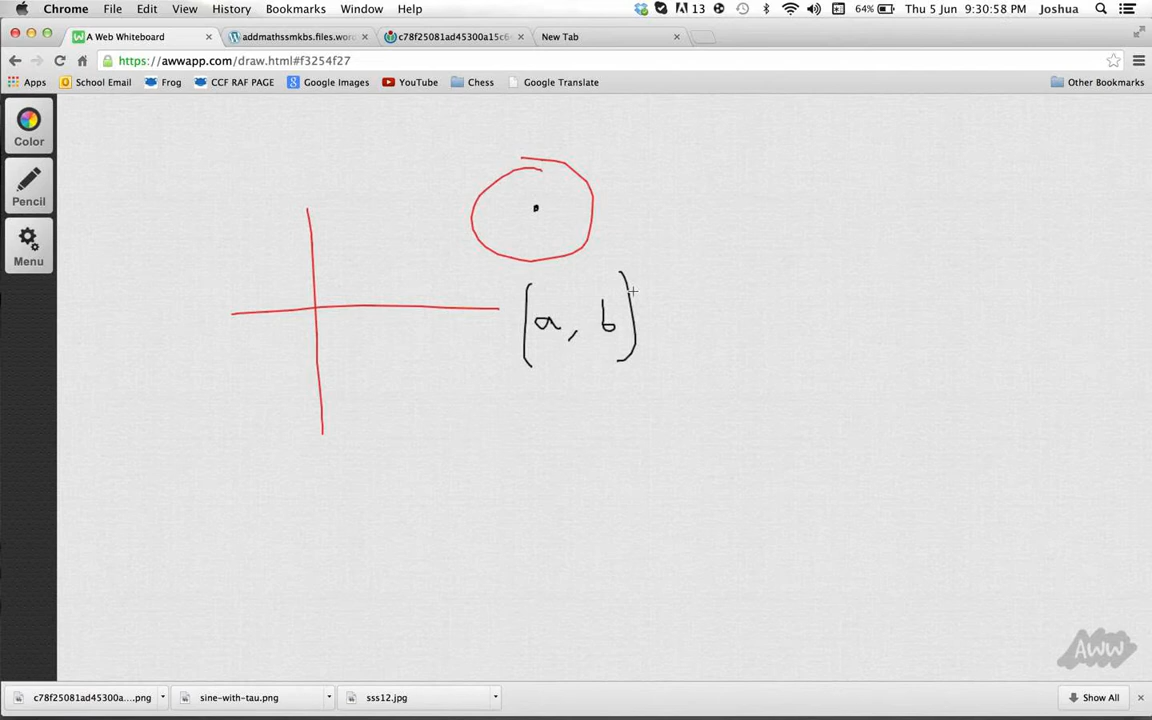 Chrome File Edit View History Bookmarks Window Help 13 64% Thu 5 Jun 9:30:58 PM Joshua
A Web Whiteboard addmathssmkbs.files.wor c78f25081ad45300a15c6 New Tab
https://awwapp.com/draw.html#f3254f27
Apps School Email Frog CCF RAF PAGE Google Images YouTube Chess Google Translate Other Bookmarks
Color
Pencil
Menu
(a, b)
AWW
c78f25081ad45300a....png sine-with-tau.png sss12.jpg Show All